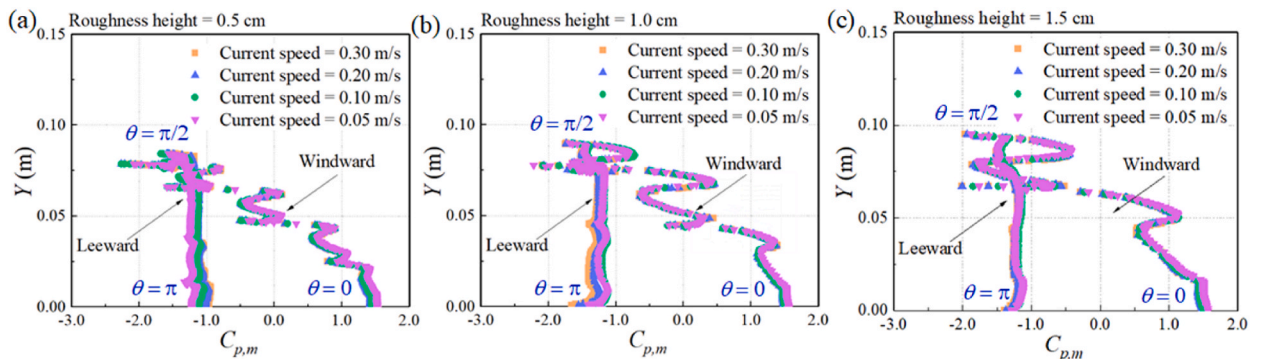 (a) Roughness height = 0.5 cm
0.15
Current speed = 0.30 m/s
Current speed = 0.20 m/s
Current speed = 0.10 m/s
Current speed = 0.05 m/s
0.10
θ = π/2
Windward
Y (m)
0.05
Leeward
θ = π
θ = 0
0.00
-3.0 -2.0 -1.0 0.0 1.0 2.0
Cp,m
(b) Roughness height = 1.0 cm
0.15
Current speed = 0.30 m/s
Current speed = 0.20 m/s
Current speed = 0.10 m/s
Current speed = 0.05 m/s
θ = π/2
0.10
Windward
Y (m)
0.05
Leeward
θ = π
θ = 0
0.00
-3.0 -2.0 -1.0 0.0 1.0 2.0
Cp,m
(c) Roughness height = 1.5 cm
0.15
Current speed = 0.30 m/s
Current speed = 0.20 m/s
Current speed = 0.10 m/s
Current speed = 0.05 m/s
θ = π/2
0.10
Windward
Y (m)
0.05
Leeward
θ = π
θ = 0
0.00
-3.0 -2.0 -1.0 0.0 1.0 2.0
Cp,m